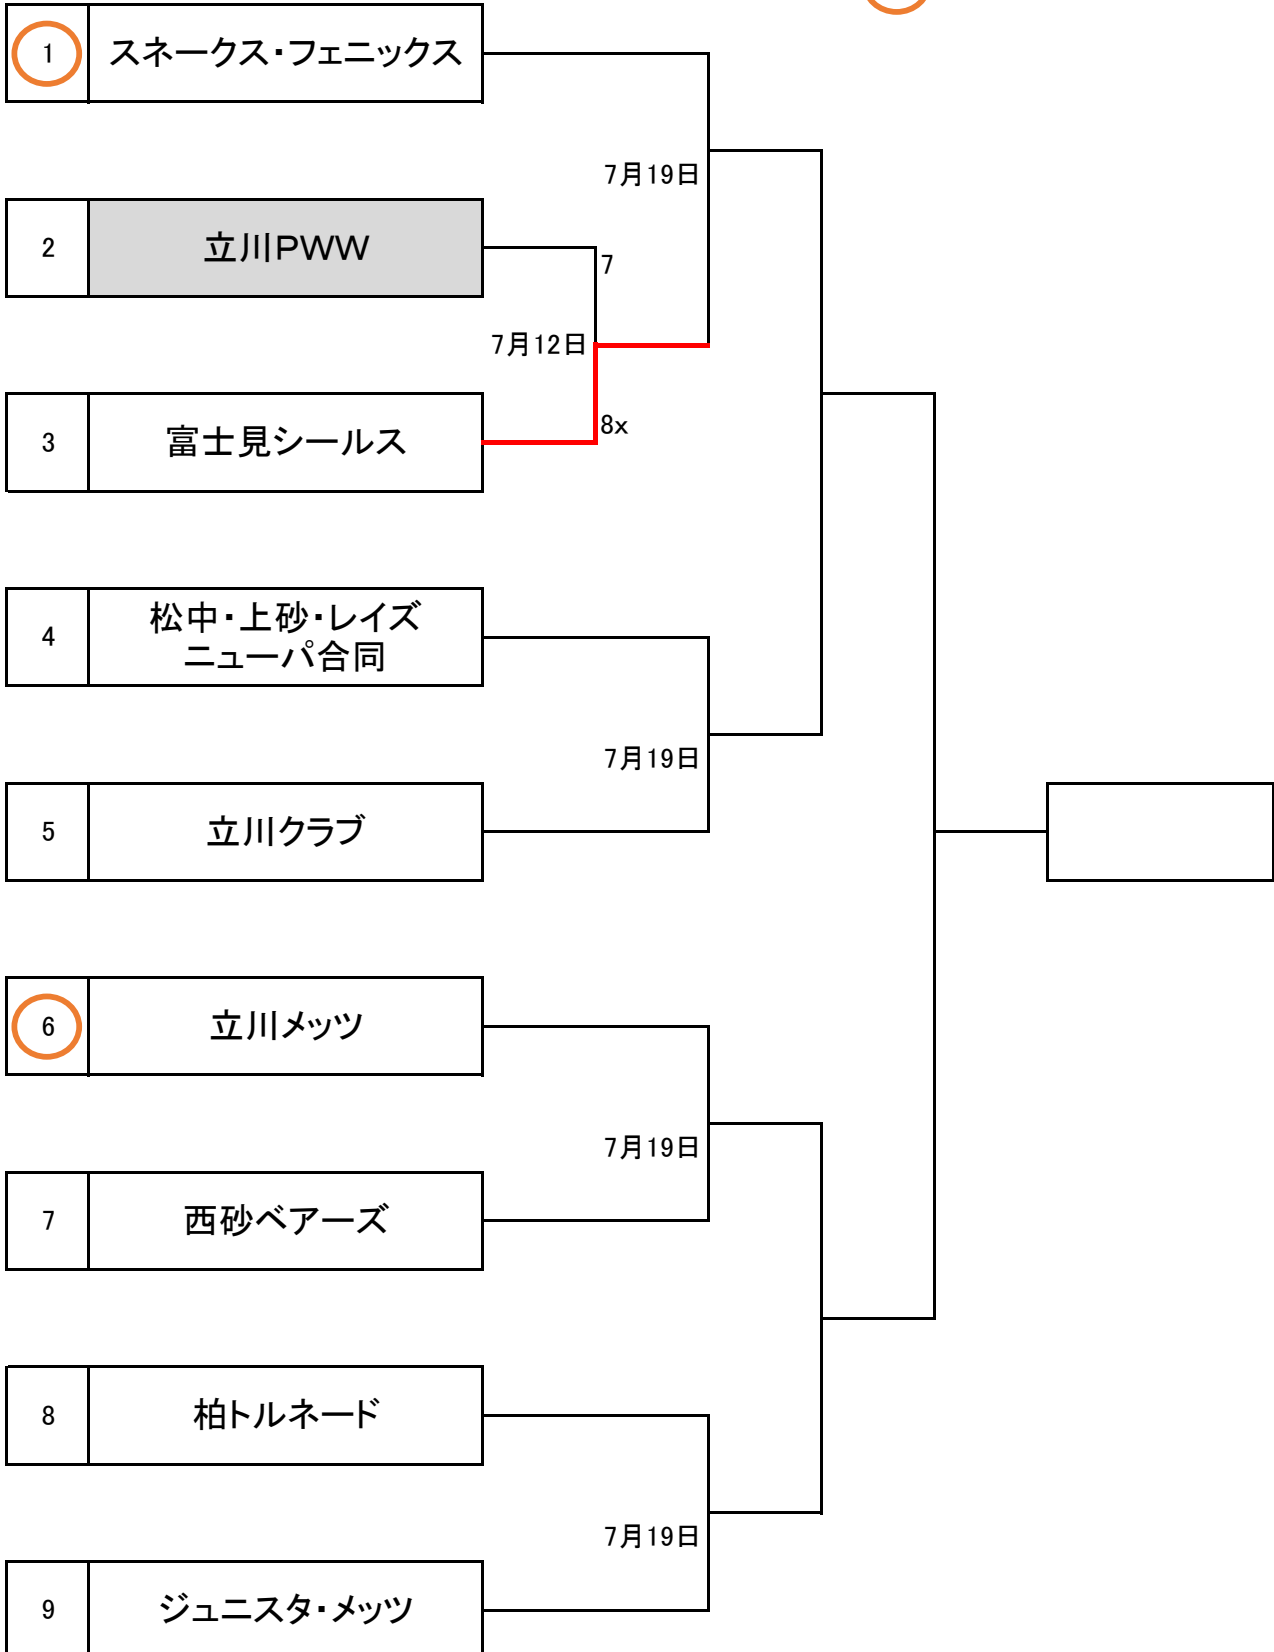 1
スネークス・フェニックス
7月19日
2
立川PWW
7
7月12日
3
富士見シールス
8x
4
松中・上砂・レイズ
ニューパ合同
7月19日
5
立川クラブ
6
立川メッツ
7月19日
7
西砂ベアーズ
8
柏トルネード
7月19日
9
ジュニスタ・メッツ